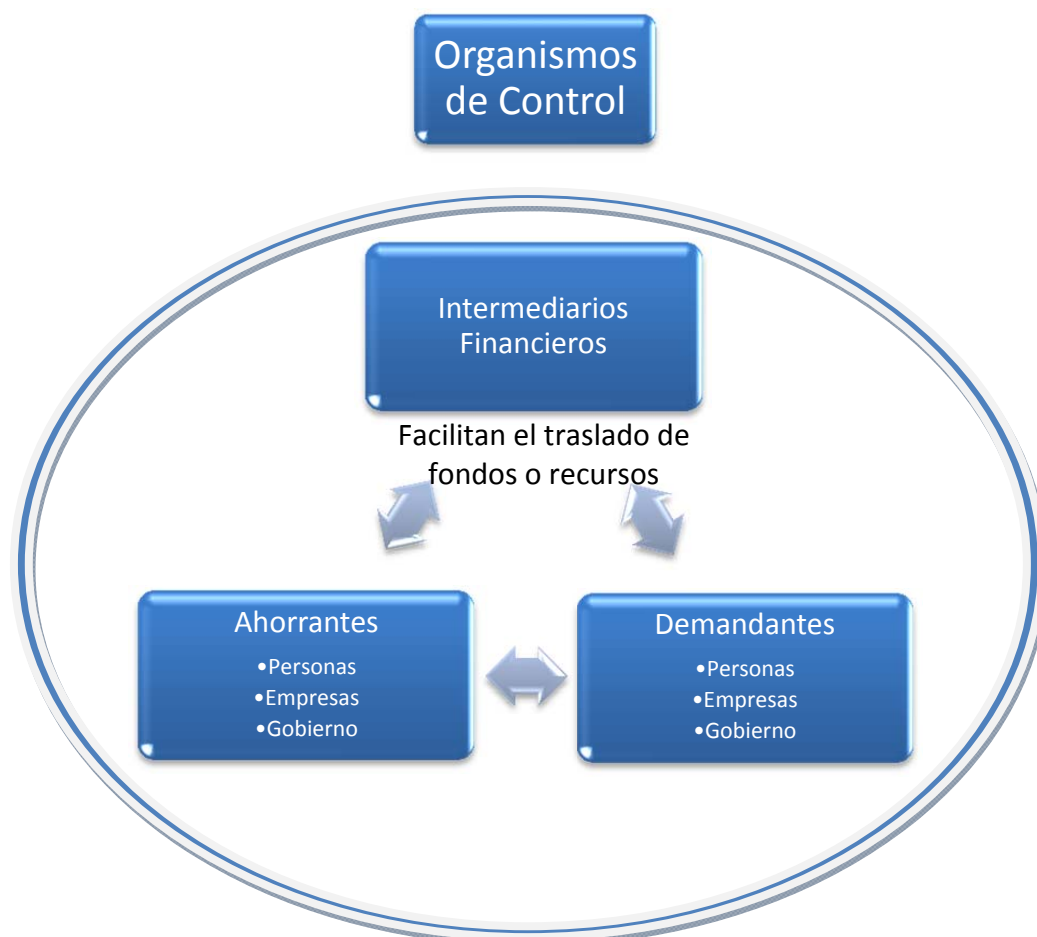 Organismos
de Control
Intermediarios
Financieros
Facilitan el traslado de
fondos o recursos
Ahorrantes
•Personas
•Empresas
•Gobierno
Demandantes
•Personas
•Empresas
•Gobierno